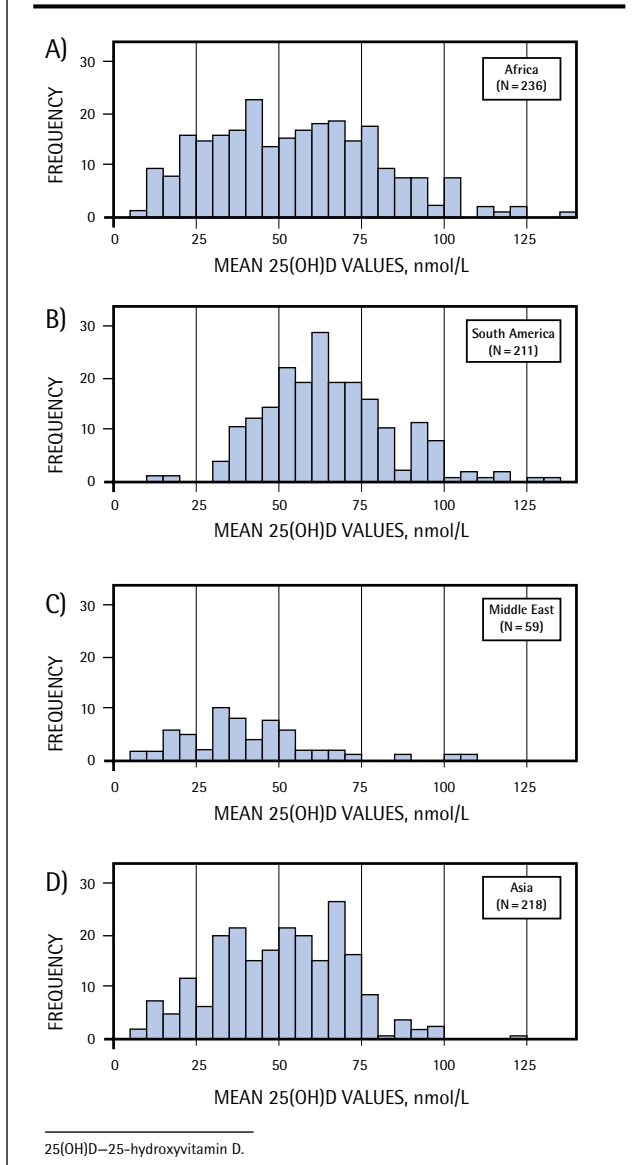 A)
FREQUENCY
30
20
10
0
Africa
(N=236)
0 25 50 75 100 125
MEAN 25(OH)D VALUES, nmol/L
B)
FREQUENCY
30
20
10
0
South America
(N=211)
0 25 50 75 100 125
MEAN 25(OH)D VALUES, nmol/L
C)
FREQUENCY
30
20
10
0
Middle East
(N=59)
0 25 50 75 100 125
MEAN 25(OH)D VALUES, nmol/L
D)
FREQUENCY
30
20
10
0
Asia
(N=218)
0 25 50 75 100 125
MEAN 25(OH)D VALUES, nmol/L
25(OH)D—25-hydroxyvitamin D.